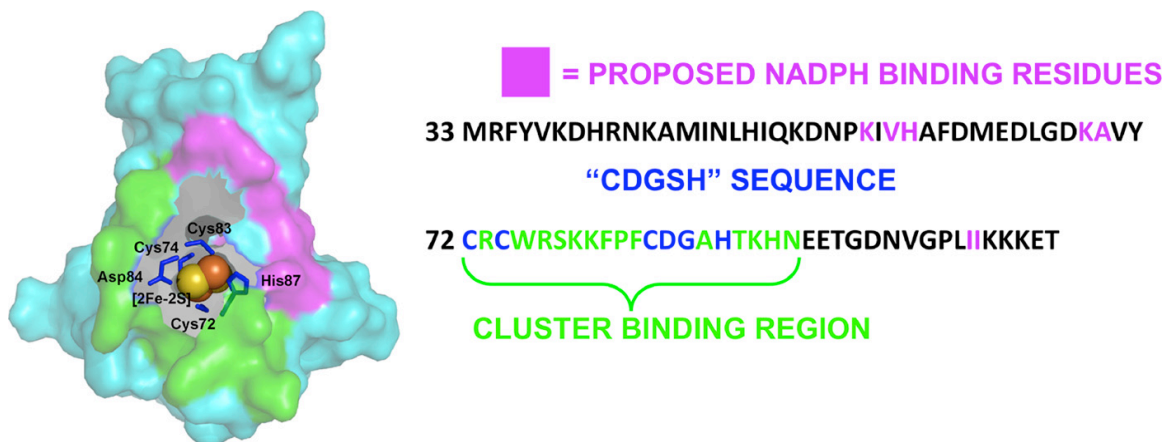 = PROPOSED NADPH BINDING RESIDUES
33 MRFYVKDHRNKAMINLHIQKDNPKIVHAFDMEDLGDKAVY
“CDGSH” SEQUENCE
72 CRCWRSKKFPFCDGAHTKHNEETGDNVGPLIIKKKET
CLUSTER BINDING REGION
Cys83
Cys74
Asp84
His87
[2Fe-2S]
Cys72